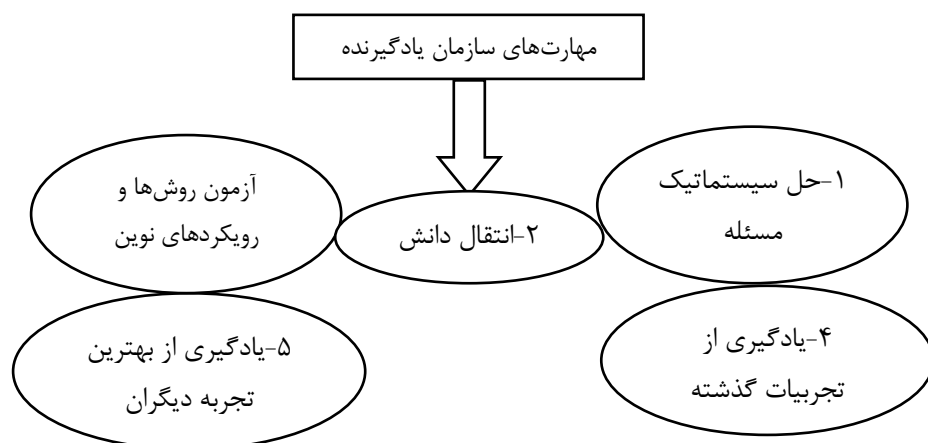 مهارت‌های سازمان یادگیرنده
۱-حل سیستماتیک
مسئله
۲-انتقال دانش
آزمون روش‌ها و
رویکردهای نوین
۴-یادگیری از
تجربیات گذشته
۵-یادگیری از بهترین
تجربه دیگران